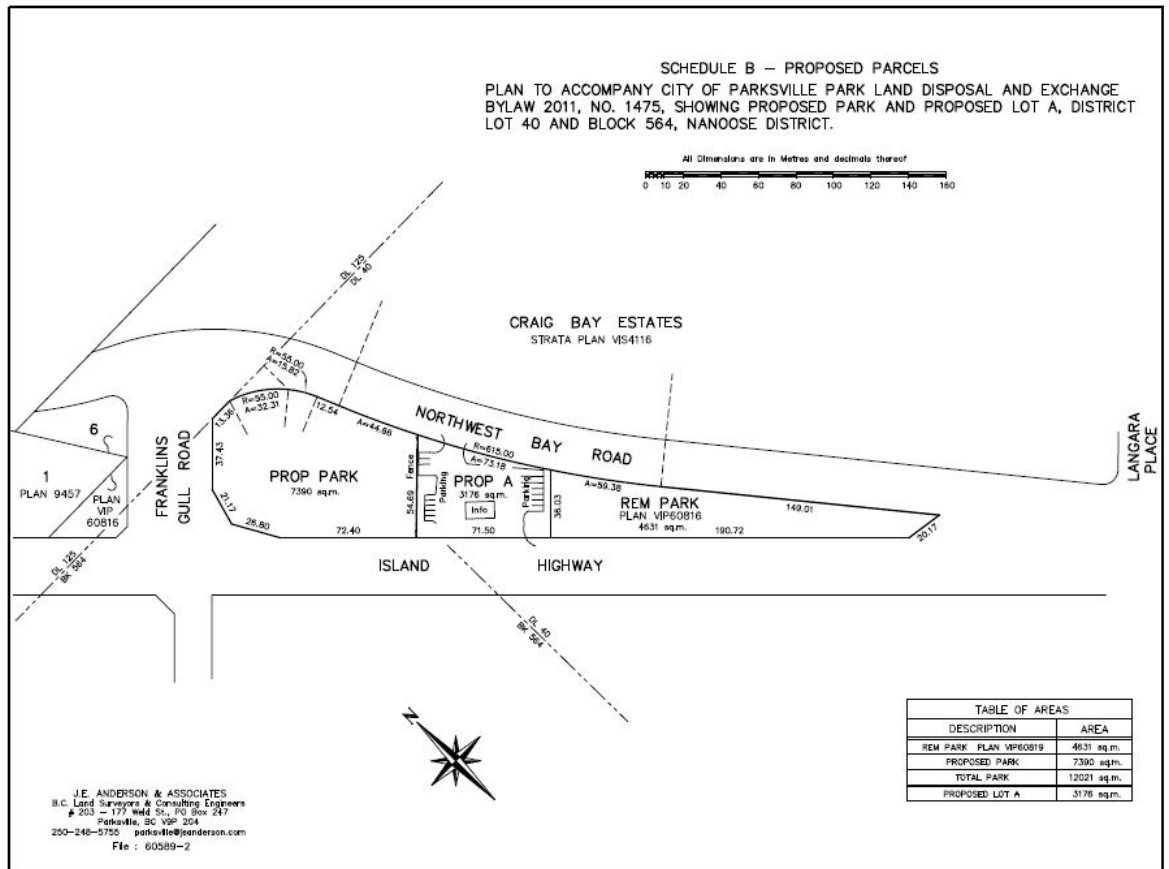 SCHEDULE B – PROPOSED PARCELS
PLAN TO ACCOMPANY CITY OF PARKSVILLE PARK LAND DISPOSAL AND EXCHANGE
BYLAW 2011, NO. 1475, SHOWING PROPOSED PARK AND PROPOSED LOT A, DISTRICT
LOT 40 AND BLOCK 564, NANOOSE DISTRICT.
All Dimensions are in Metres and decimals thereof
0 10 20 40 60 80 100 120 140 160
DL 125
DL 40
CRAIG BAY ESTATES
STRATA PLAN VIS4116
R=55.00
A=15.82
R=55.00
A=32.31
13.36
12.54
A=44.66
NORTHWEST BAY ROAD
R=615.00
A=73.18
A=59.38
149.01
20.17
LANGARA
PLACE
6
1
PLAN 9457
PLAN
VIP
60816
FRANKLINS
GULL ROAD
37.43
21.17
28.80
PROP PARK
7390 sq.m.
72.40
54.69
Fence
Parking
PROP A
3176 sq.m.
Info
71.50
Parking
38.03
REM PARK
PLAN VIP60816
4631 sq.m.
190.72
ISLAND HIGHWAY
DL 125
BK 564
DL 40
BK 564
N
TABLE OF AREAS
DESCRIPTION AREA
REM PARK PLAN VIP60819 4631 sq.m.
PROPOSED PARK 7390 sq.m.
TOTAL PARK 12021 sq.m.
PROPOSED LOT A 3176 sq.m.
J.E. ANDERSON & ASSOCIATES
B.C. Land Surveyors & Consulting Engineers
# 203 – 177 Weld St., PO Box 247
Parksville, BC V9P 2G4
250–248–5755 parksville@jeanderson.com
File : 60589–2